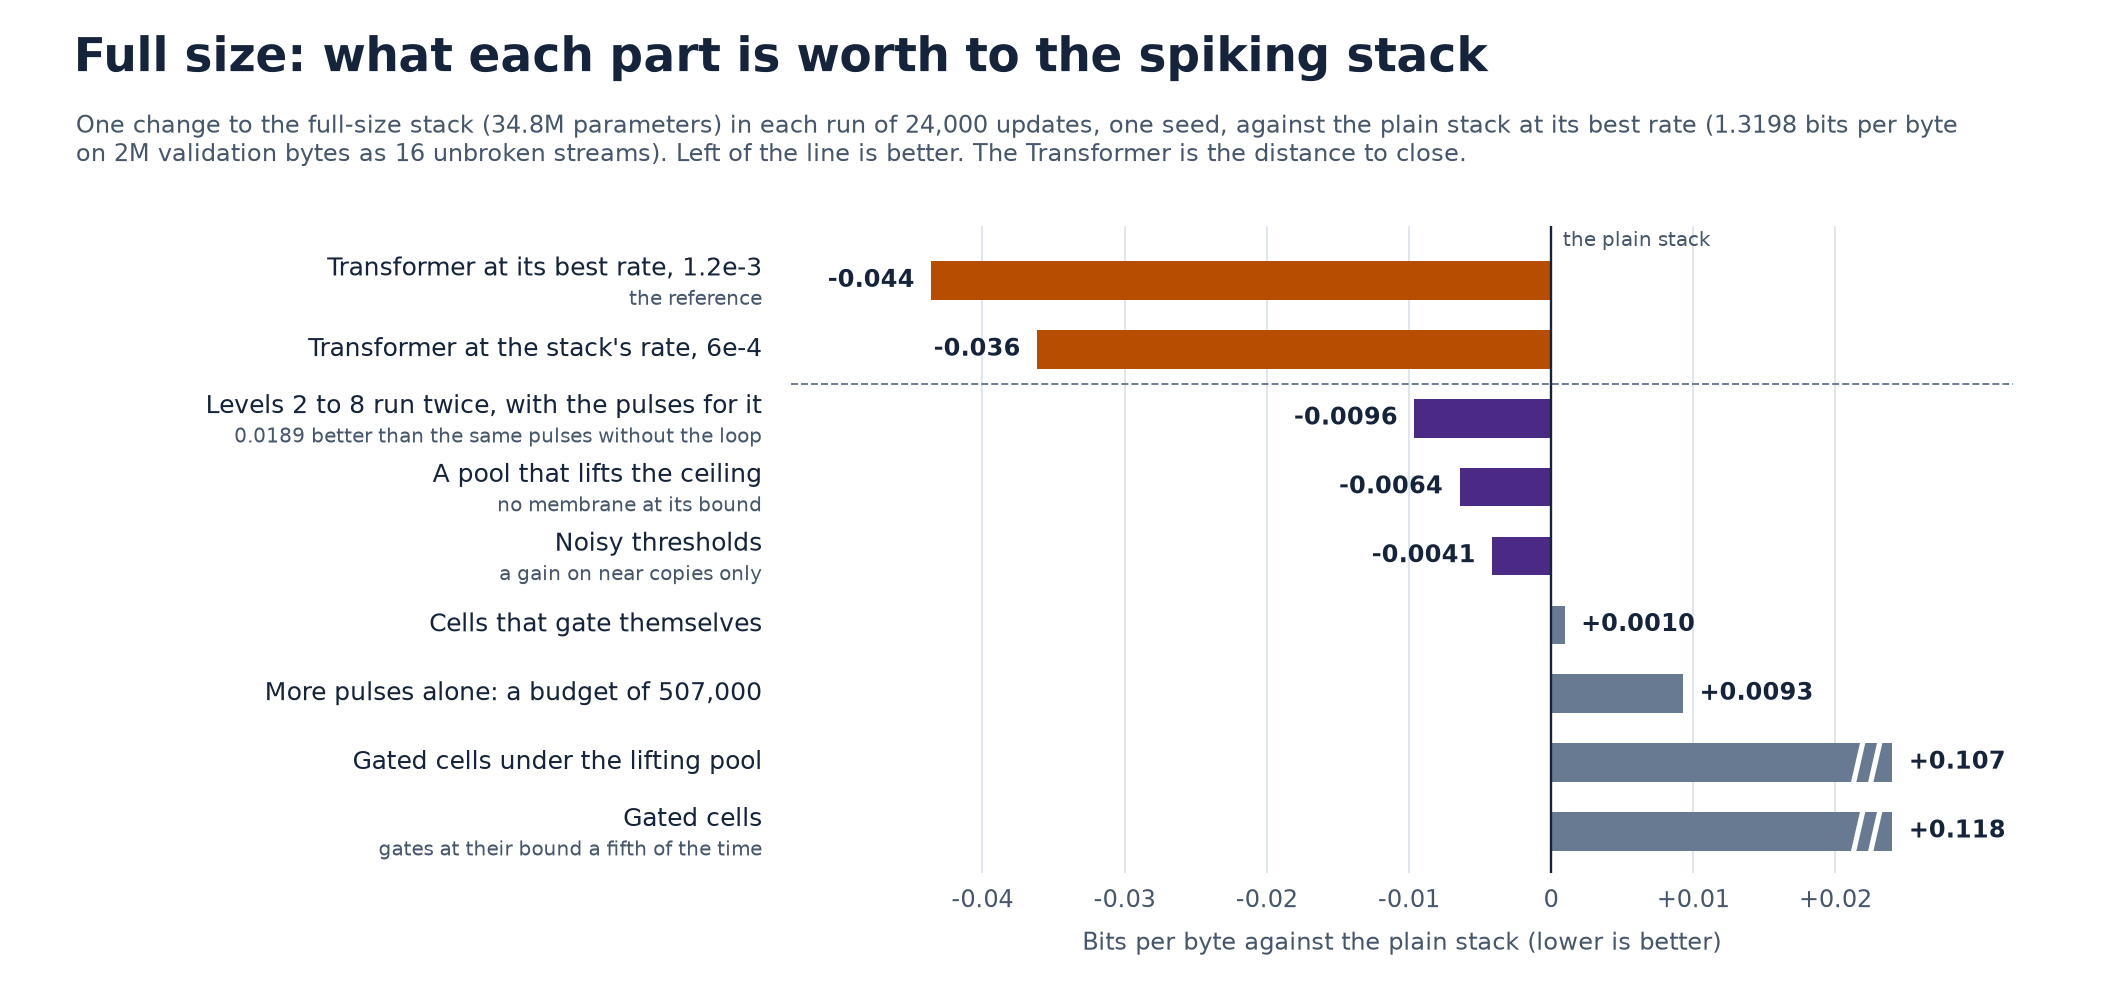 Full size: what each part is worth to the spiking stack
One change to the full-size stack (34.8M parameters) in each run of 24,000 updates, one seed, against the plain stack at its best rate (1.3198 bits per byte
on 2M validation bytes as 16 unbroken streams). Left of the line is better. The Transformer is the distance to close.
the plain stack
Transformer at its best rate, 1.2e-3
the reference
-0.044
Transformer at the stack's rate, 6e-4
-0.036
Levels 2 to 8 run twice, with the pulses for it
0.0189 better than the same pulses without the loop
-0.0096
A pool that lifts the ceiling
no membrane at its bound
-0.0064
Noisy thresholds
a gain on near copies only
-0.0041
Cells that gate themselves
+0.0010
More pulses alone: a budget of 507,000
+0.0093
Gated cells under the lifting pool
+0.107
Gated cells
gates at their bound a fifth of the time
+0.118
-0.04 -0.03 -0.02 -0.01 0 +0.01 +0.02
Bits per byte against the plain stack (lower is better)